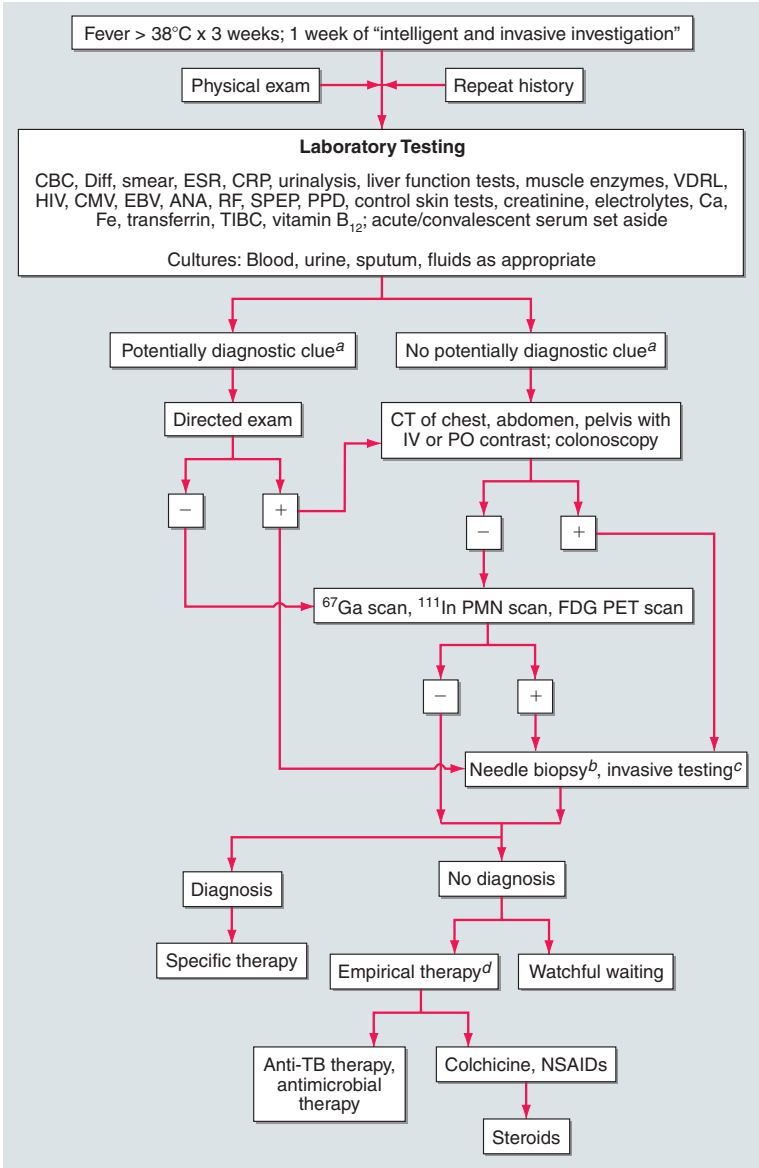 Fever > 38°C x 3 weeks; 1 week of “intelligent and invasive investigation”
Physical exam
Repeat history
Laboratory Testing
CBC, Diff, smear, ESR, CRP, urinalysis, liver function tests, muscle enzymes, VDRL,
HIV, CMV, EBV, ANA, RF, SPEP, PPD, control skin tests, creatinine, electrolytes, Ca,
Fe, transferrin, TIBC, vitamin B12; acute/convalescent serum set aside
Cultures: Blood, urine, sputum, fluids as appropriate
Potentially diagnostic clueᵃ
No potentially diagnostic clueᵃ
Directed exam
CT of chest, abdomen, pelvis with
IV or PO contrast; colonoscopy
−
+
−
+
⁶⁷Ga scan, ¹¹¹In PMN scan, FDG PET scan
−
+
Needle biopsyᵇ, invasive testingᶜ
Diagnosis
No diagnosis
Specific therapy
Empirical therapyᵈ
Watchful waiting
Anti-TB therapy,
antimicrobial
therapy
Colchicine, NSAIDs
Steroids